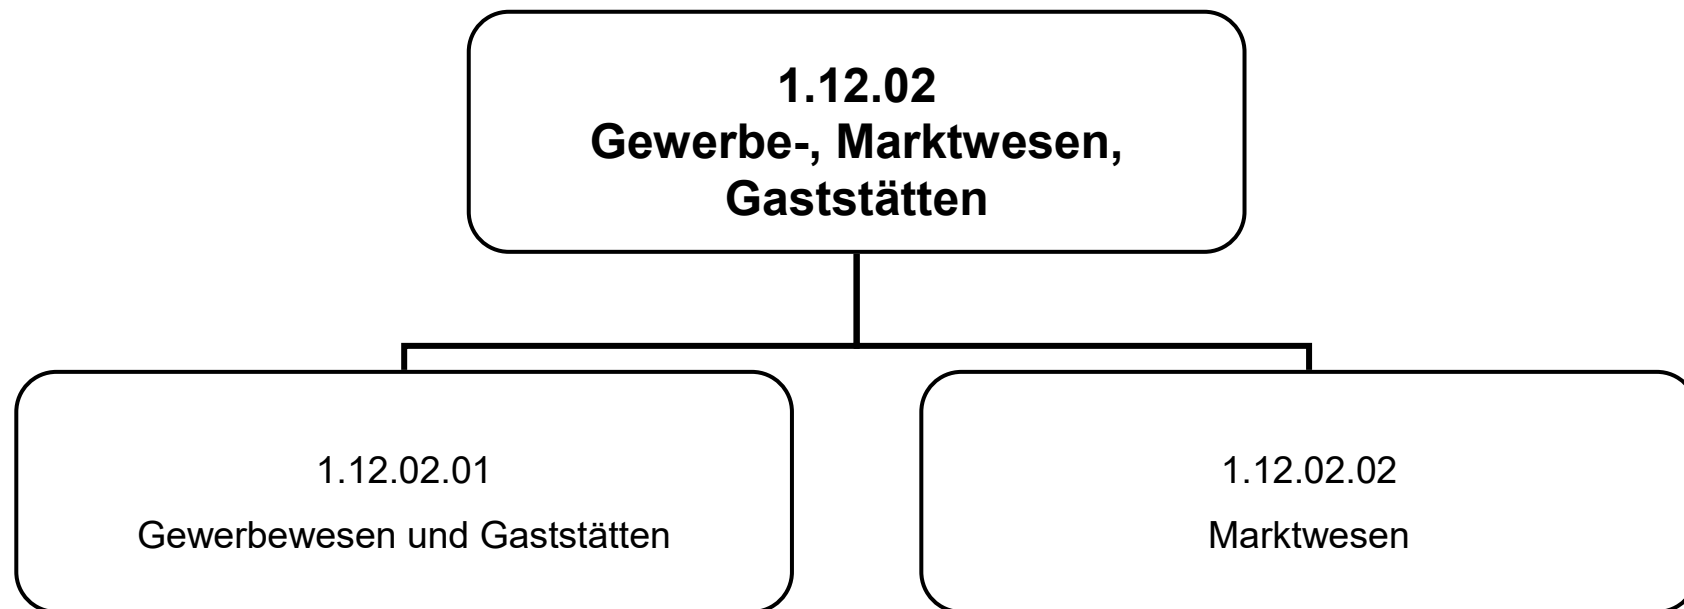 1.12.02
Gewerbe-, Marktwesen,
Gaststätten
1.12.02.01
Gewerbewesen und Gaststätten
1.12.02.02
Marktwesen